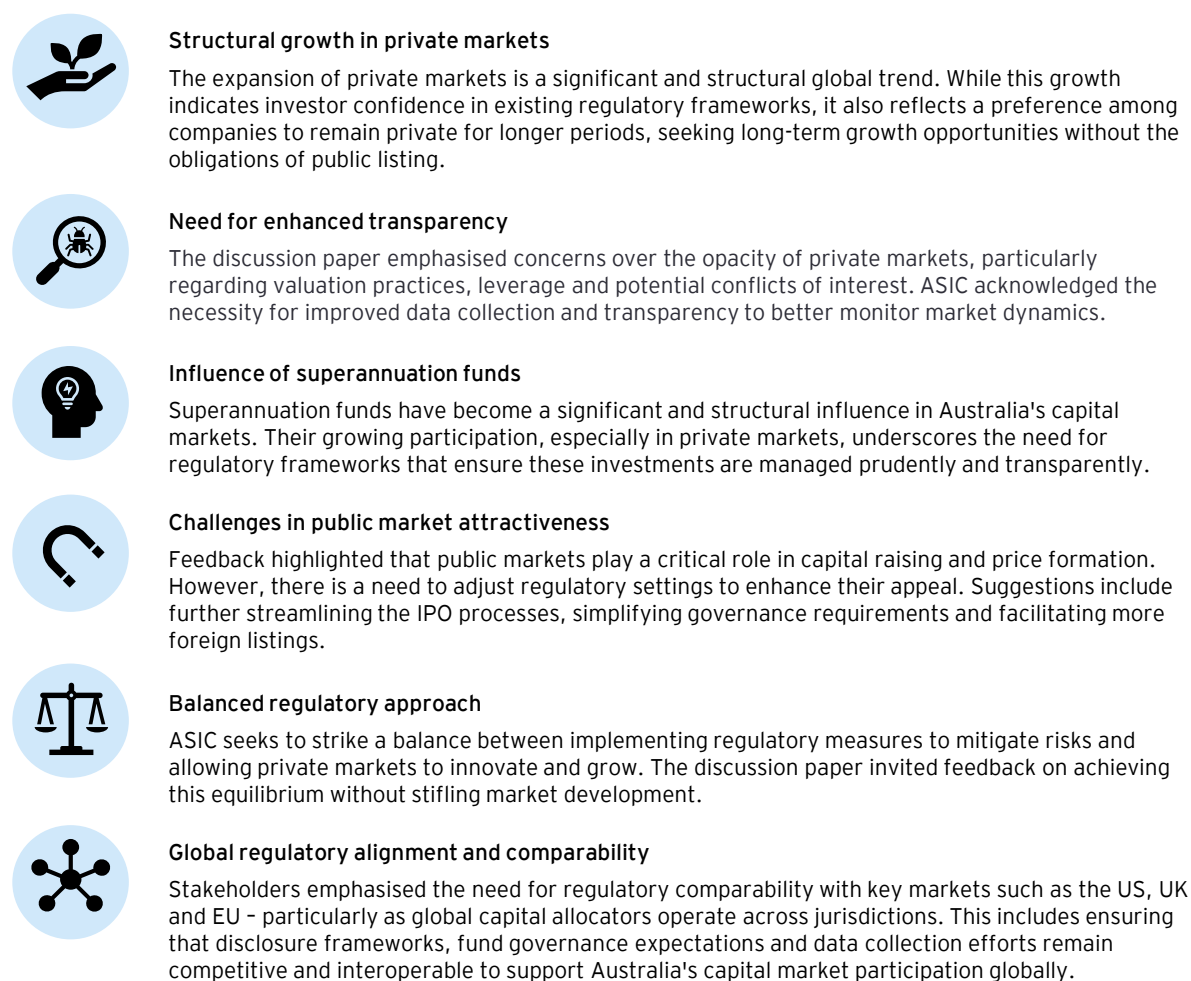 Structural growth in private markets
The expansion of private markets is a significant and structural global trend. While this growth
indicates investor confidence in existing regulatory frameworks, it also reflects a preference among
companies to remain private for longer periods, seeking long-term growth opportunities without the
obligations of public listing.
Need for enhanced transparency
The discussion paper emphasised concerns over the opacity of private markets, particularly
regarding valuation practices, leverage and potential conflicts of interest. ASIC acknowledged the
necessity for improved data collection and transparency to better monitor market dynamics.
Influence of superannuation funds
Superannuation funds have become a significant and structural influence in Australia's capital
markets. Their growing participation, especially in private markets, underscores the need for
regulatory frameworks that ensure these investments are managed prudently and transparently.
Challenges in public market attractiveness
Feedback highlighted that public markets play a critical role in capital raising and price formation.
However, there is a need to adjust regulatory settings to enhance their appeal. Suggestions include
further streamlining the IPO processes, simplifying governance requirements and facilitating more
foreign listings.
Balanced regulatory approach
ASIC seeks to strike a balance between implementing regulatory measures to mitigate risks and
allowing private markets to innovate and grow. The discussion paper invited feedback on achieving
this equilibrium without stifling market development.
Global regulatory alignment and comparability
Stakeholders emphasised the need for regulatory comparability with key markets such as the US, UK
and EU – particularly as global capital allocators operate across jurisdictions. This includes ensuring
that disclosure frameworks, fund governance expectations and data collection efforts remain
competitive and interoperable to support Australia's capital market participation globally.